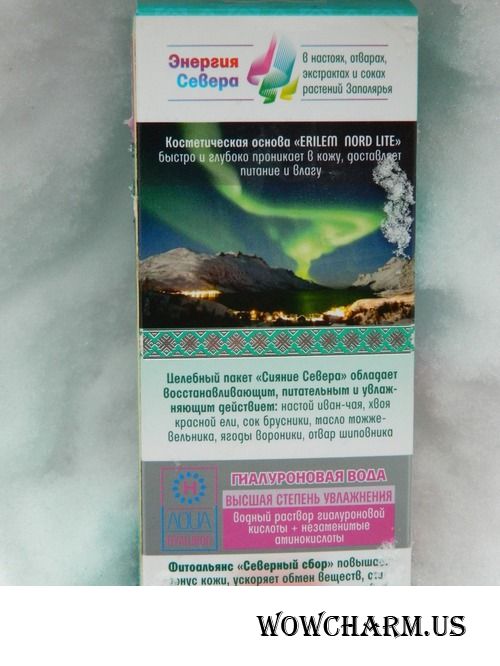 Энергия
Севера
в настоях, отварах,
экстрактах и соках
растений Заполярья
Косметическая основа «ERILEM NORD LITE»
быстро и глубоко проникает в кожу, доставляет
питание и влагу
Целебный пакет «Сияние Севера» обладает
восстанавливающим, питательным и увлаж-
няющим действием: настой иван-чая, хвоя
красной ели, сок брусники, масло можже-
вельника, ягоды вороники, отвар шиповника
ГИАЛУРОНОВАЯ ВОДА
ВЫСШАЯ СТЕПЕНЬ УВЛАЖНЕНИЯ
водный раствор гиалуроновой
кислоты + незаменимые
аминокислоты
H
AQUA
Фитоальянс «Северный сбор»
кожи, ускоряет обмен веществ,
WOWCHARM.US